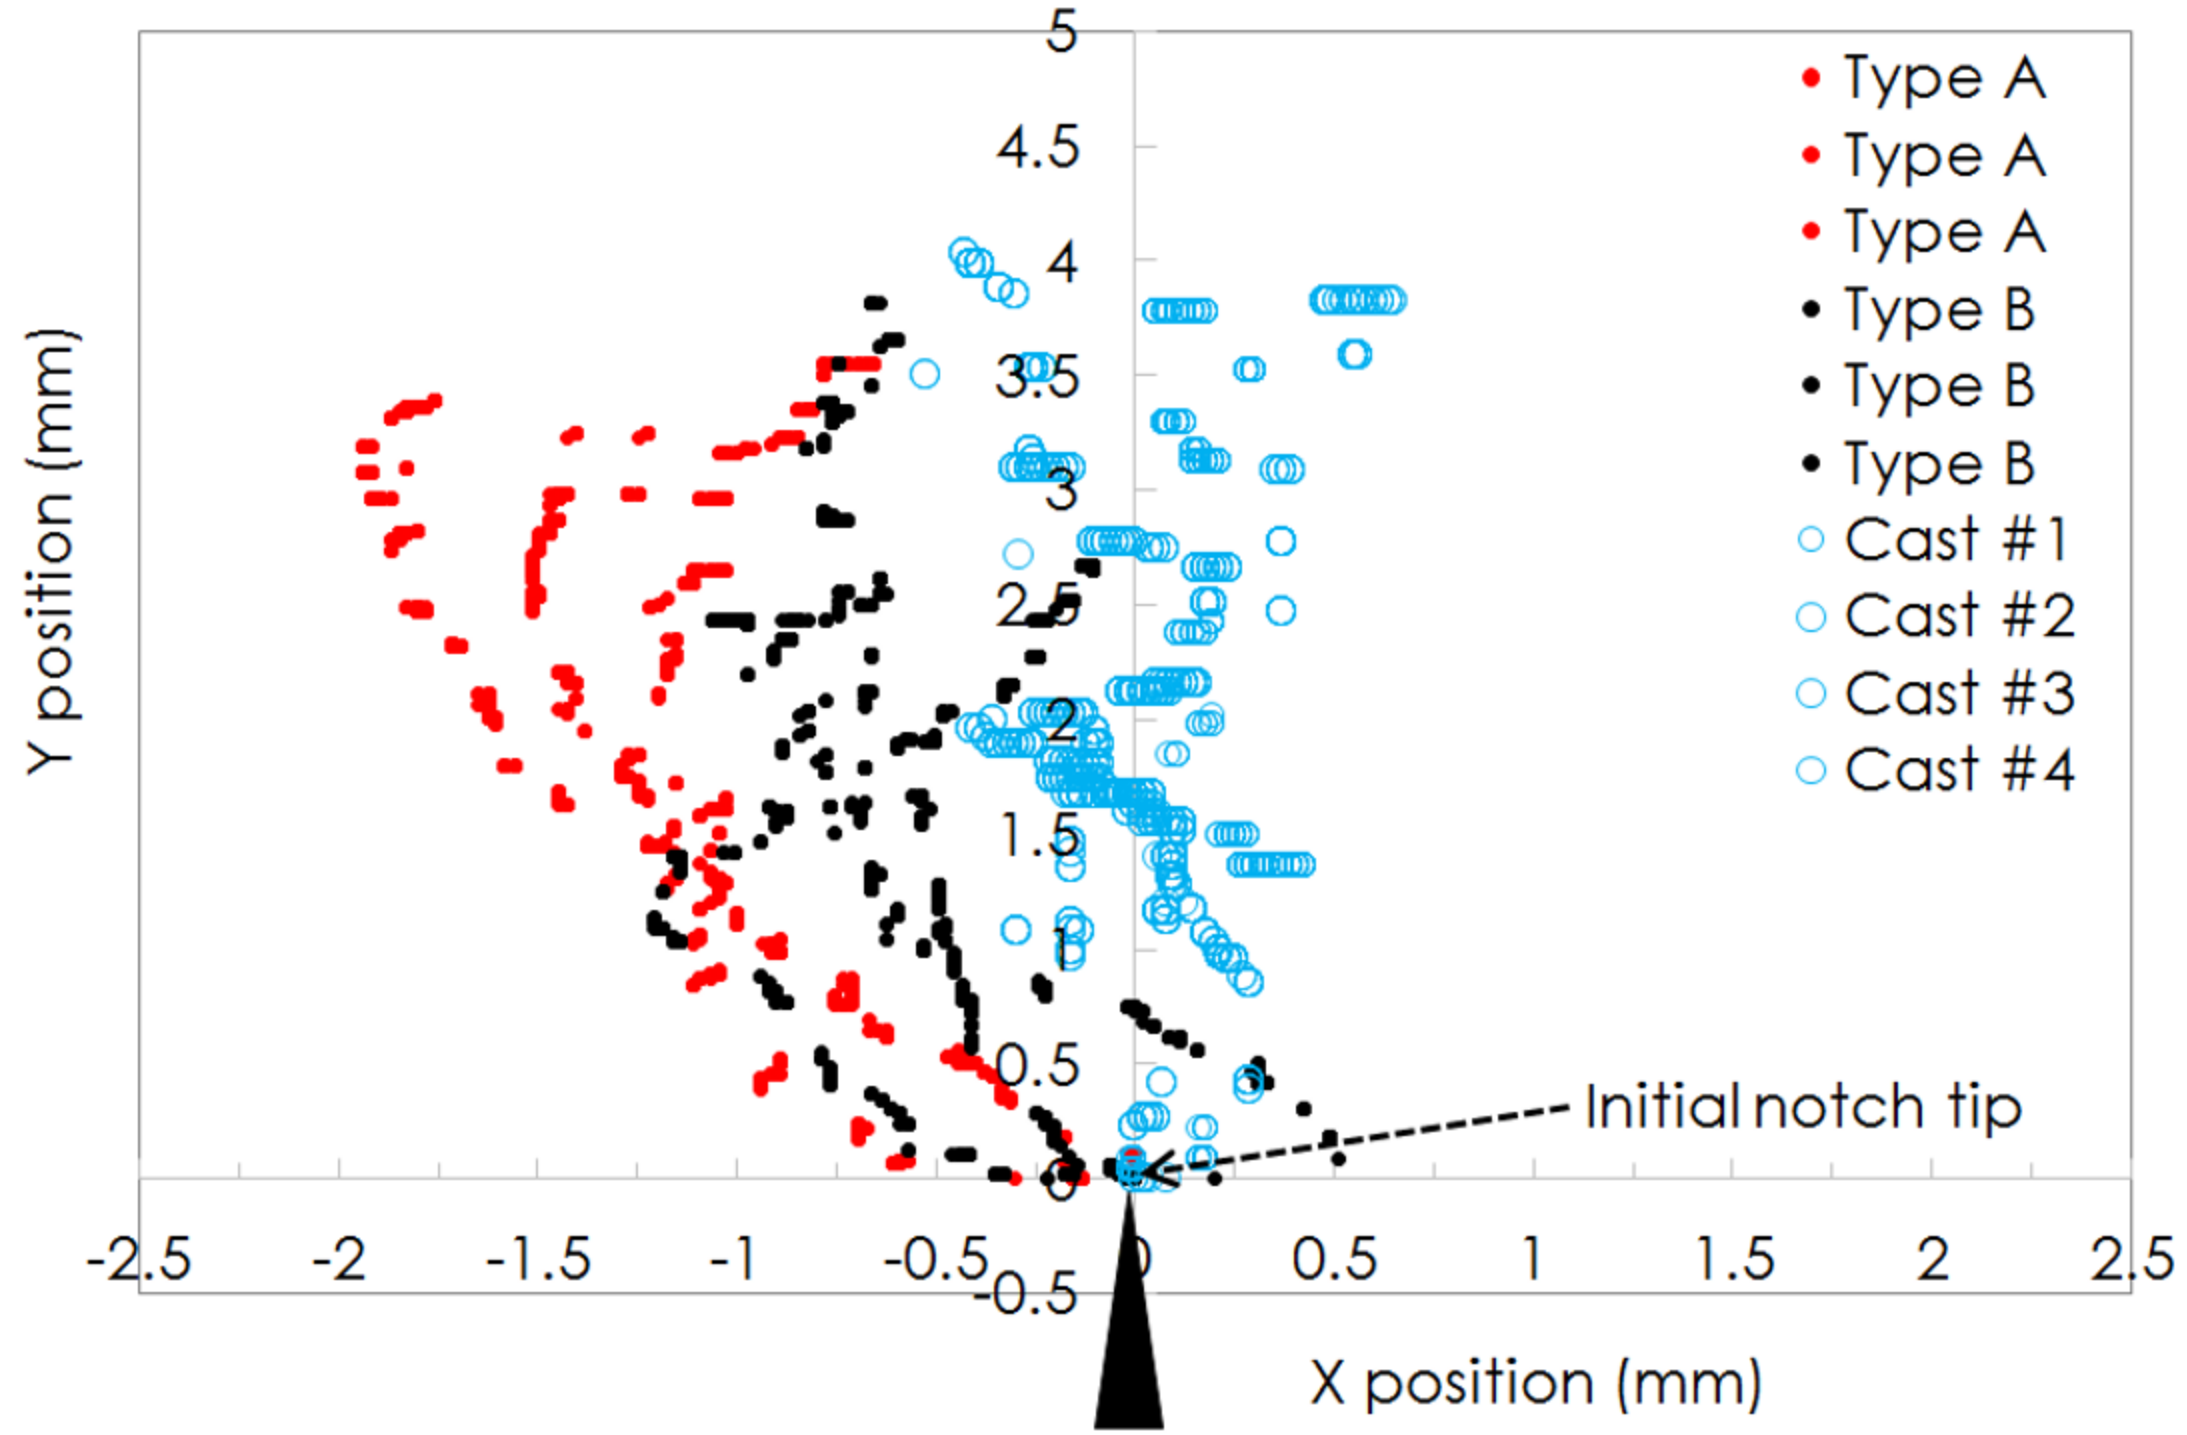 5
4.5
4
3.5
3
2.5
2
1.5
1
0.5
0
-0.5
Y position (mm)
Type A
Type A
Type A
Type B
Type B
Type B
Cast #1
Cast #2
Cast #3
Cast #4
Initial notch tip
-2.5 -2 -1.5 -1 -0.5 0 0.5 1 1.5 2 2.5
X position (mm)